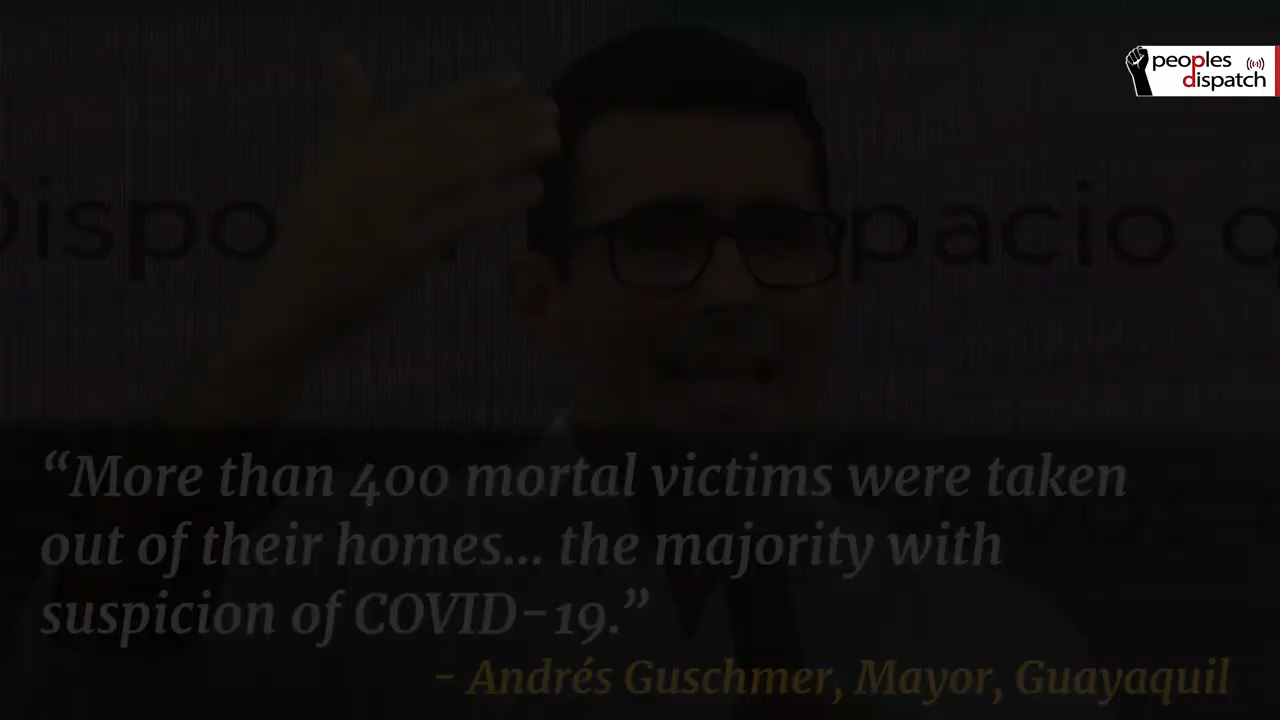 peoples
dispatch
Dispo pacio
“More than 400 mortal victims were taken
out of their homes... the majority with
suspicion of COVID-19.”
- Andrés Guschmer, Mayor, Guayaquil